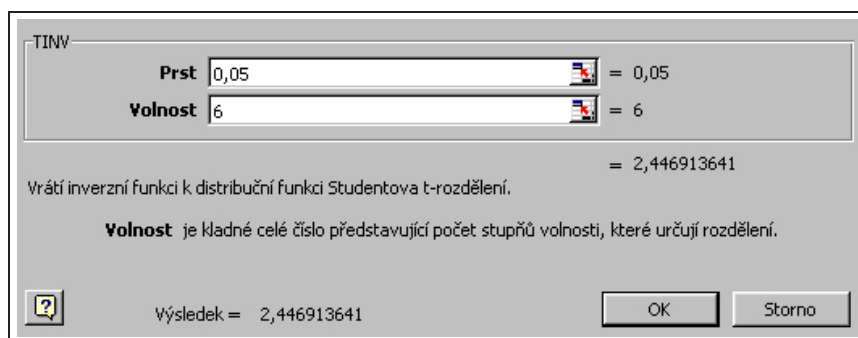 TINV
Prst 0,05 = 0,05
Volnost 6 = 6
= 2,446913641
Vrátí inverzní funkci k distribuční funkci Studentova t-rozdělení.
Volnost je kladné celé číslo představující počet stupňů volnosti, které určují rozdělení.
Výsledek = 2,446913641
OK
Storno